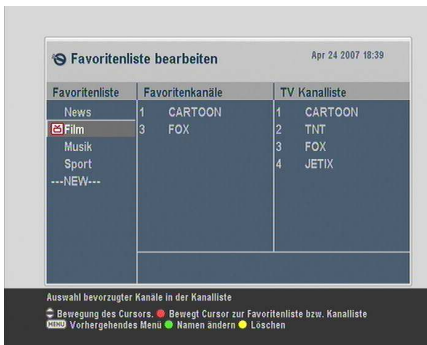 Favoritenliste bearbeiten Apr 24 2007 18:39
Favoritenliste Favoritenkanäle TV Kanalliste
News 1 CARTOON 1 CARTOON
Film 3 FOX 2 TNT
Musik 3 FOX
Sport 4 JETIX
---NEW---
Auswahl bevorzugter Kanäle in der Kanalliste
Bewegung des Cursors. Bewegt Cursor zur Favoritenliste bzw. Kanalliste
MENU Vorhergehendes Menü Namen ändern Löschen